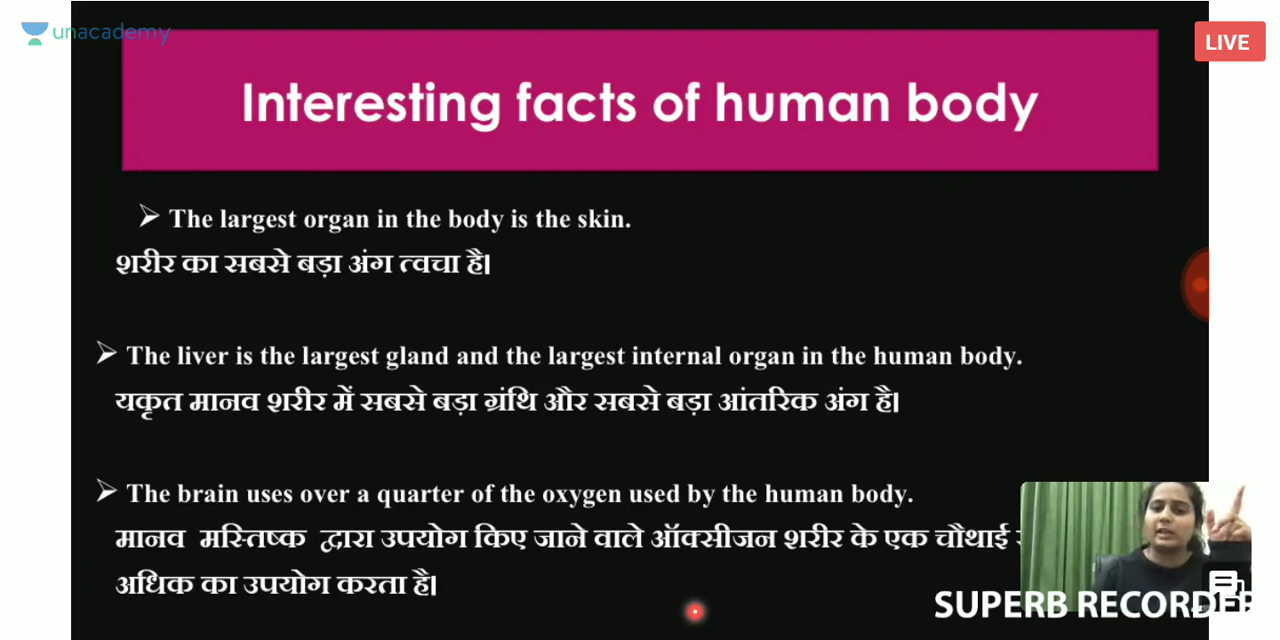 unacademy
LIVE
Interesting facts of human body
➢ The largest organ in the body is the skin.
शरीर का सबसे बड़ा अंग त्वचा है।
➢ The liver is the largest gland and the largest internal organ in the human body.
यकृत मानव शरीर में सबसे बड़ा ग्रंथि और सबसे बड़ा आंतरिक अंग है।
➢ The brain uses over a quarter of the oxygen used by the human body.
मानव मस्तिष्क द्वारा उपयोग किए जाने वाले ऑक्सीजन शरीर के एक चौथाई
अधिक का उपयोग करता है।
SUPERB RECORDER